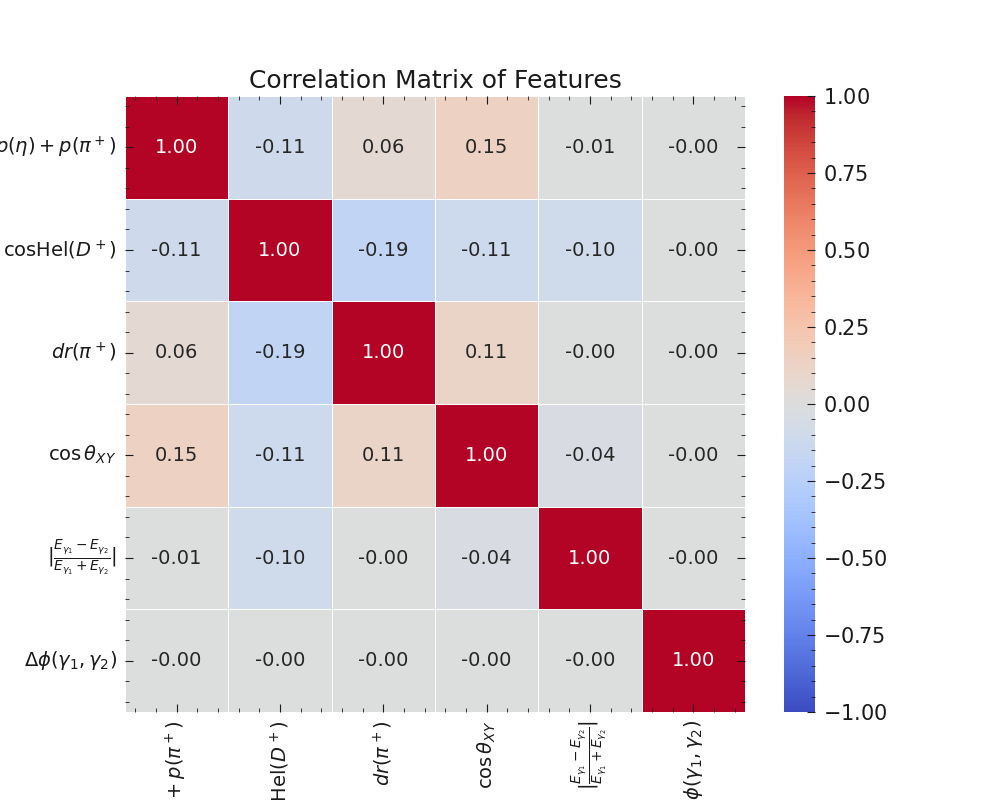 Correlation Matrix of Features
p(η) + p(π⁺) 1.00 -0.11 0.06 0.15 -0.01 -0.00
cosHel(D⁺) -0.11 1.00 -0.19 -0.11 -0.10 -0.00
dr(π⁺) 0.06 -0.19 1.00 0.11 -0.00 -0.00
cos θ_XY 0.15 -0.11 0.11 1.00 -0.04 -0.00
|E_γ₁ − E_γ₂ / E_γ₁ + E_γ₂| -0.01 -0.10 -0.00 -0.04 1.00 -0.00
Δϕ(γ₁, γ₂) -0.00 -0.00 -0.00 -0.00 -0.00 1.00
+ p(π⁺)
Hel(D⁺)
dr(π⁺)
cos θ_XY
|E_γ₁ − E_γ₂ / E_γ₁ + E_γ₂|
ϕ(γ₁, γ₂)
1.00
0.75
0.50
0.25
0.00
−0.25
−0.50
−0.75
−1.00